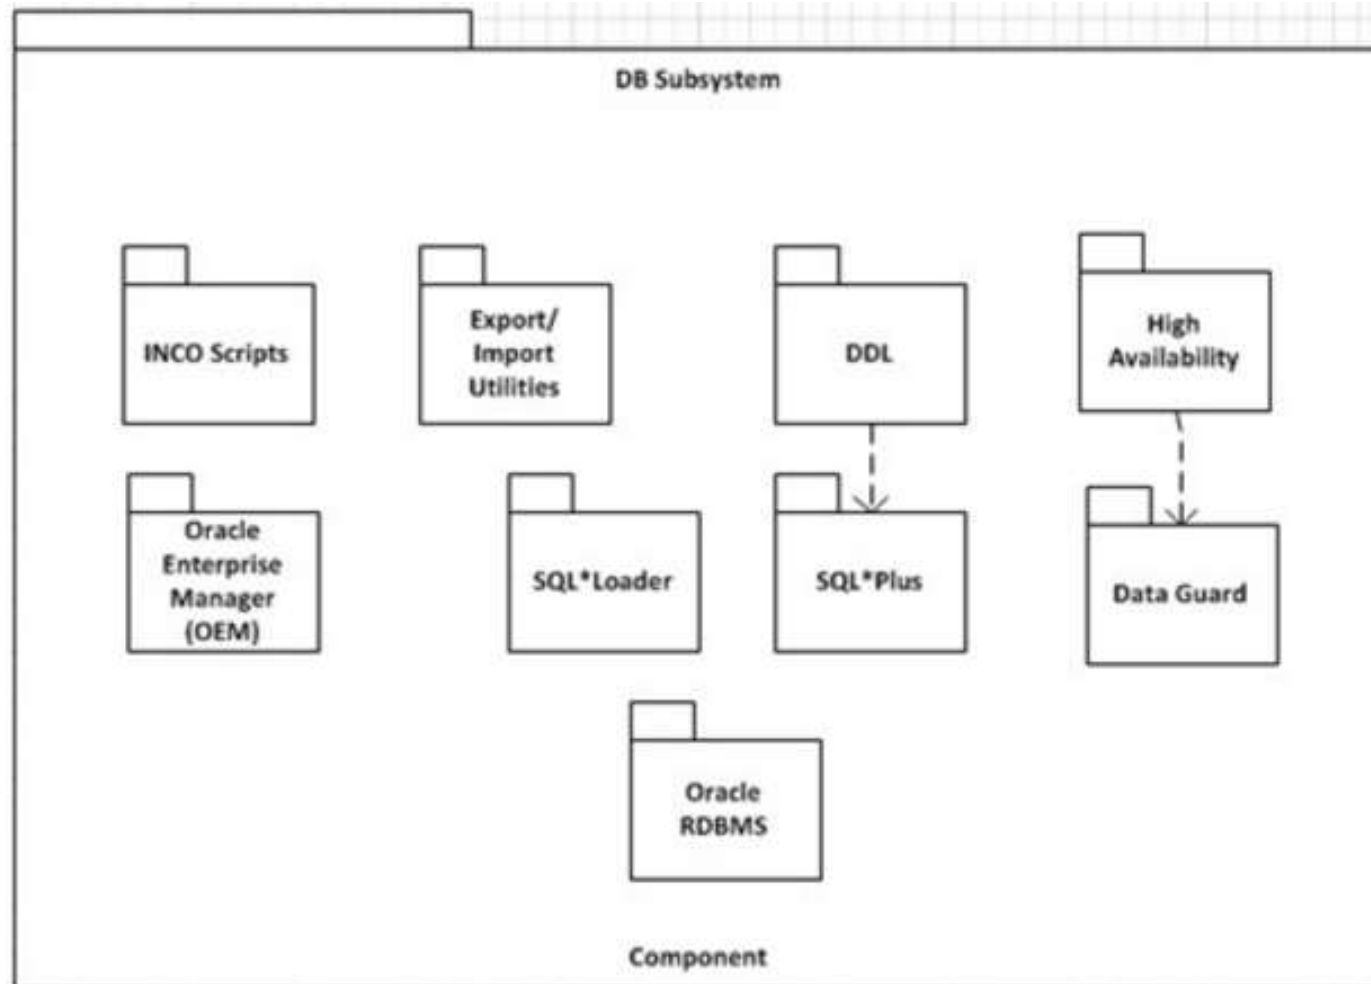 DB Subsystem
INCO Scripts
Export/
Import
Utilities
DDL
High
Availability
Oracle
Enterprise
Manager
(OEM)
SQL*Loader
SQL*Plus
Data Guard
Oracle
RDBMS
Component